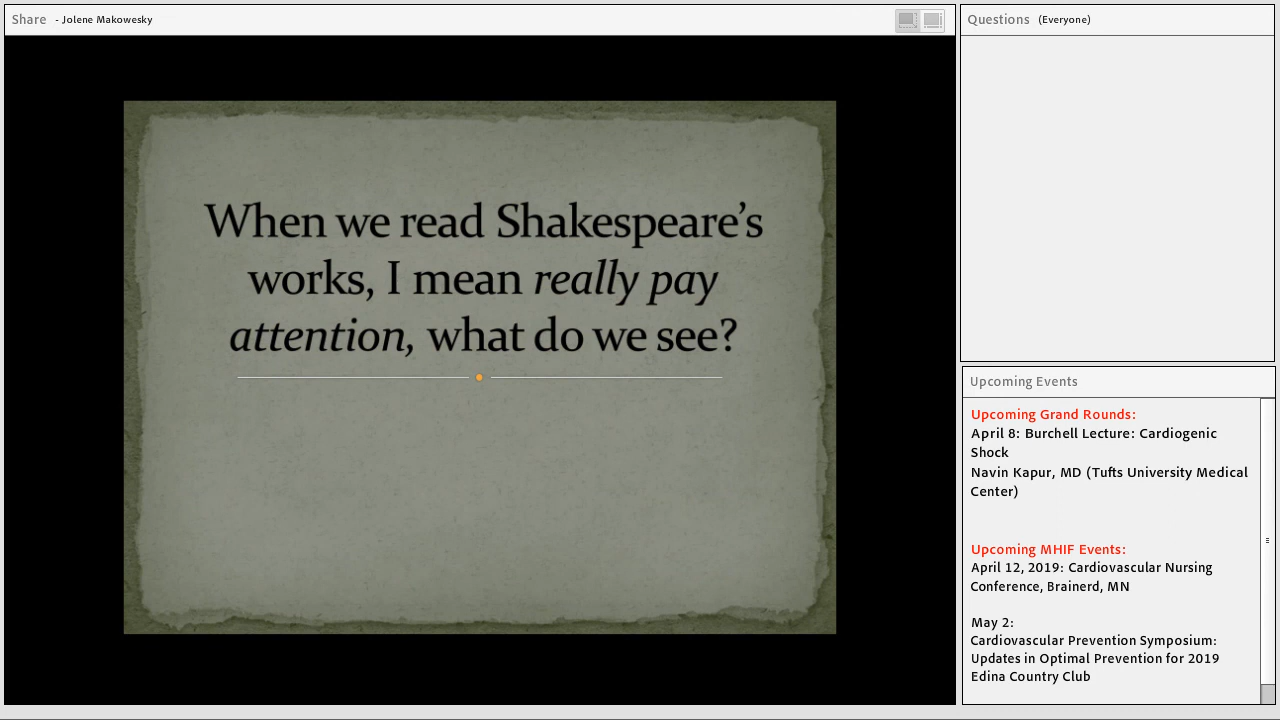 Share - Jolene Makowesky
When we read Shakespeare’s
works, I mean really pay
attention, what do we see?
Questions (Everyone)
Upcoming Events
Upcoming Grand Rounds:
April 8: Burchell Lecture: Cardiogenic
Shock
Navin Kapur, MD (Tufts University Medical
Center)
Upcoming MHIF Events:
April 12, 2019: Cardiovascular Nursing
Conference, Brainerd, MN
May 2:
Cardiovascular Prevention Symposium:
Updates in Optimal Prevention for 2019
Edina Country Club